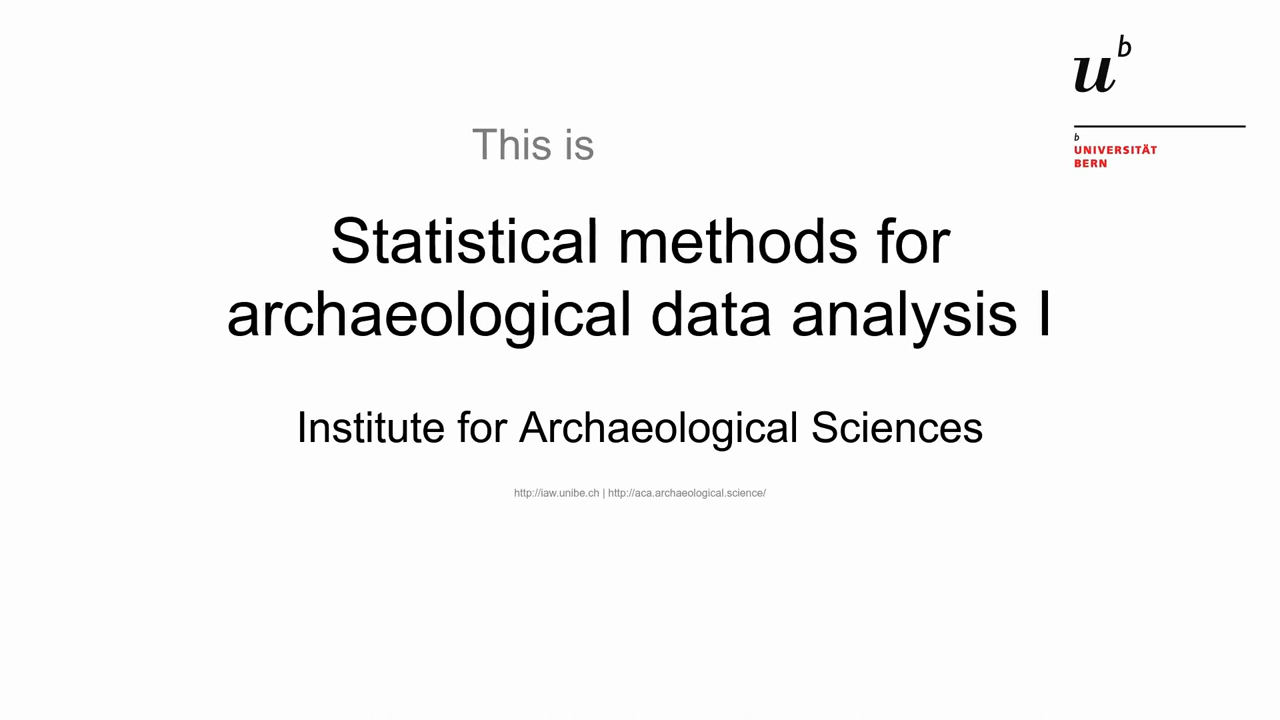 u b
b
UNIVERSITÄT
BERN
This is
Statistical methods for
archaeological data analysis I
Institute for Archaeological Sciences
http://iaw.unibe.ch | http://aca.archaeological.science/